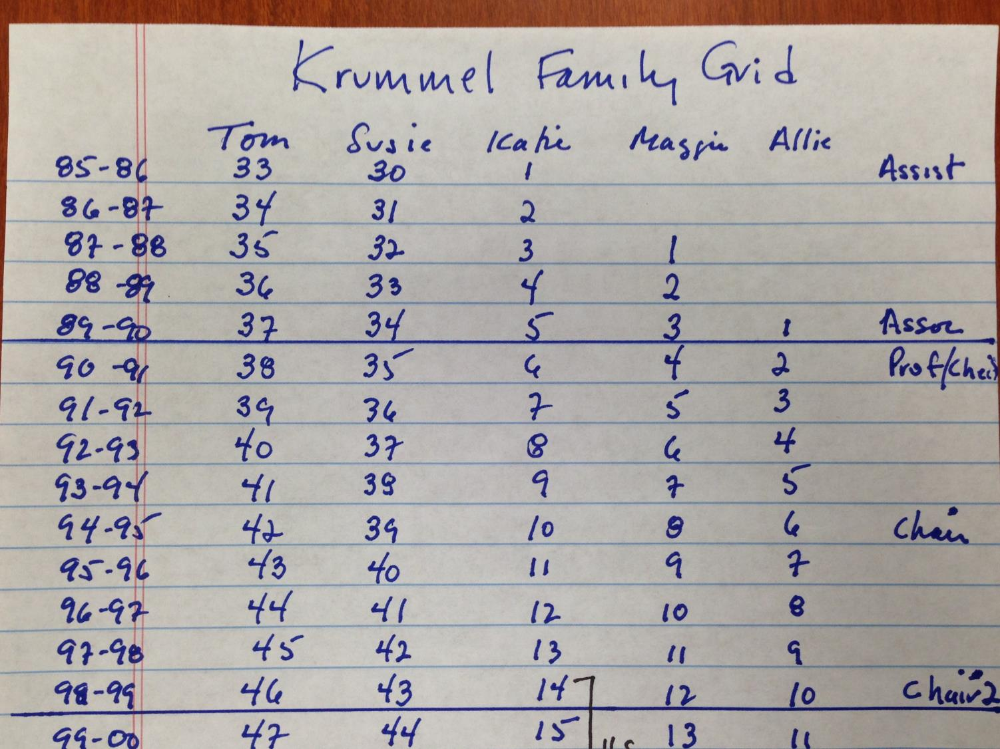 Krummel Family Grid
Tom Susie Katie Maggie Allie
85-86 33 30 1 Assist
86-87 34 31 2
87-88 35 32 3 1
88-89 36 33 4 2
89-90 37 34 5 3 1 Assoc
90-91 38 35 6 4 2 Prof/Chair
91-92 39 36 7 5 3
92-93 40 37 8 6 4
93-94 41 38 9 7 5
94-95 42 39 10 8 6 Chair
95-96 43 40 11 9 7
96-97 44 41 12 10 8
97-98 45 42 13 11 9
98-99 46 43 14 12 10 Chair 2
99-00 47 44 15 13 11